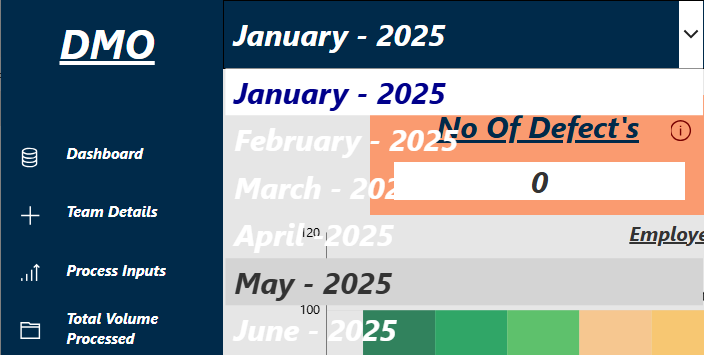 DMO
Dashboard
Team Details
Process Inputs
Total Volume
Processed
January - 2025
January - 2025
February - 2025
No Of Defect's
March - 202
0
April -2025
120
Employe
May - 2025
100
June - 2025